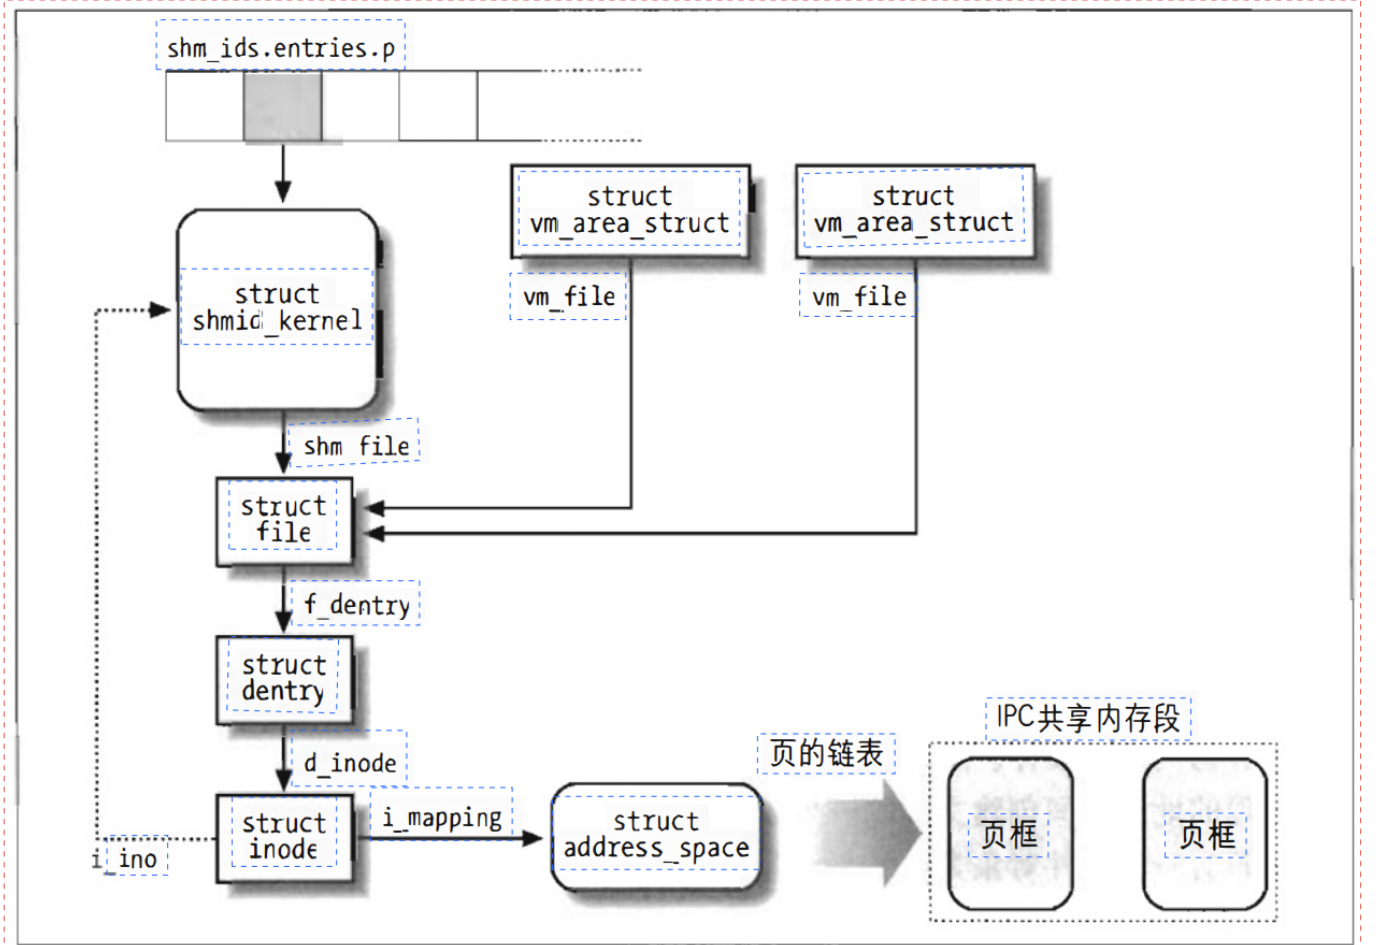 shm_ids.entries.p
struct
vm_area_struct
struct
vm_area_struct
struct
shmid_kernel
vm_file
vm_file
shm file
struct
file
f_dentry
struct
dentry
d_inode
IPC共享内存段
页的链表
struct
inode
i_mapping
struct
address_space
页框
页框
i_ino